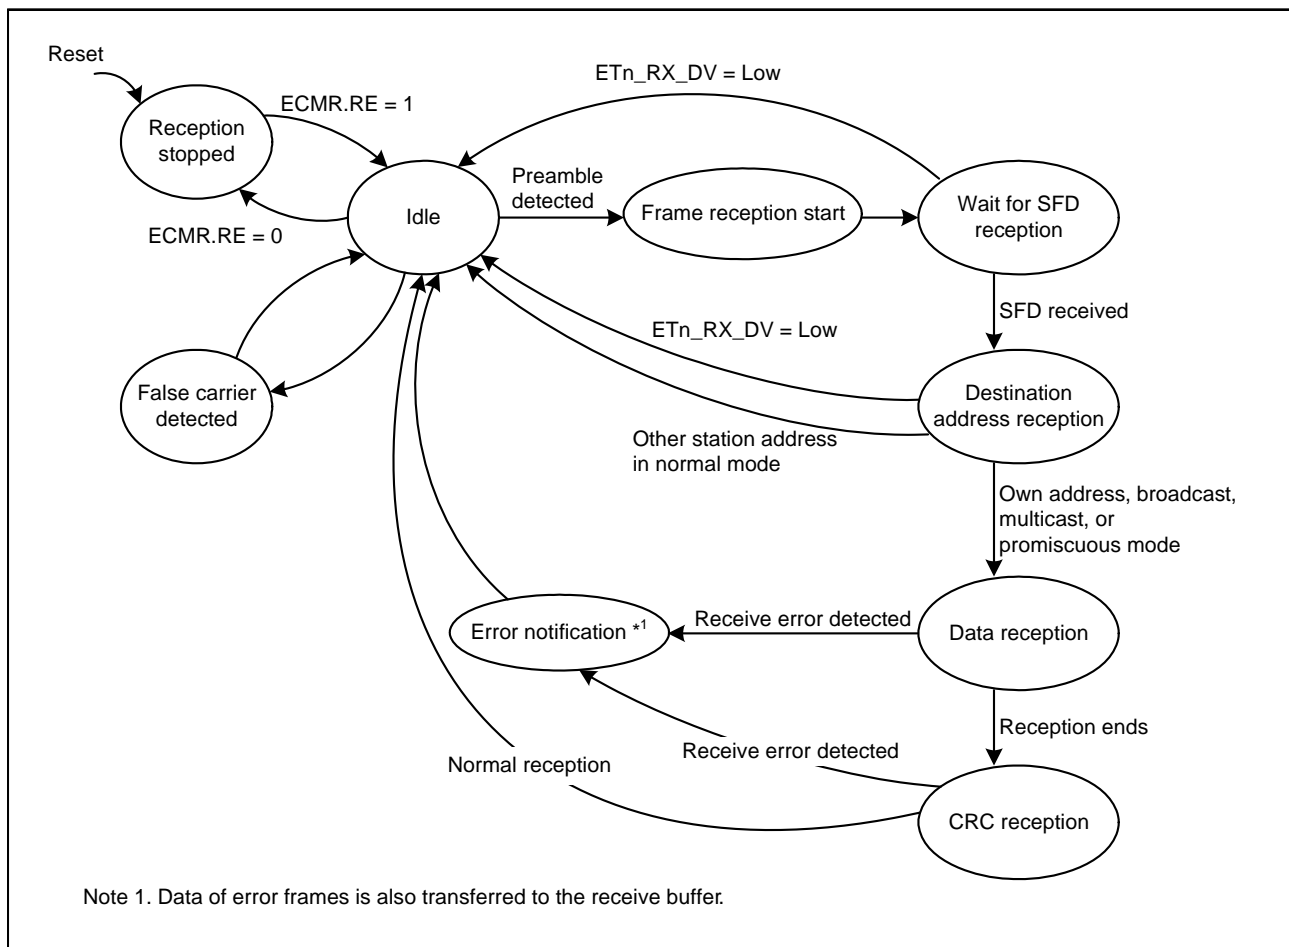 Reset
ETn_RX_DV = Low
ECMR.RE = 1
Reception
stopped
Preamble
detected
Idle
Frame reception start
Wait for SFD
reception
ECMR.RE = 0
SFD received
ETn_RX_DV = Low
False carrier
detected
Destination
address reception
Other station address
in normal mode
Own address, broadcast,
multicast, or
promiscuous mode
Receive error detected
Error notification *1
Data reception
Reception ends
Receive error detected
Normal reception
CRC reception
Note 1. Data of error frames is also transferred to the receive buffer.